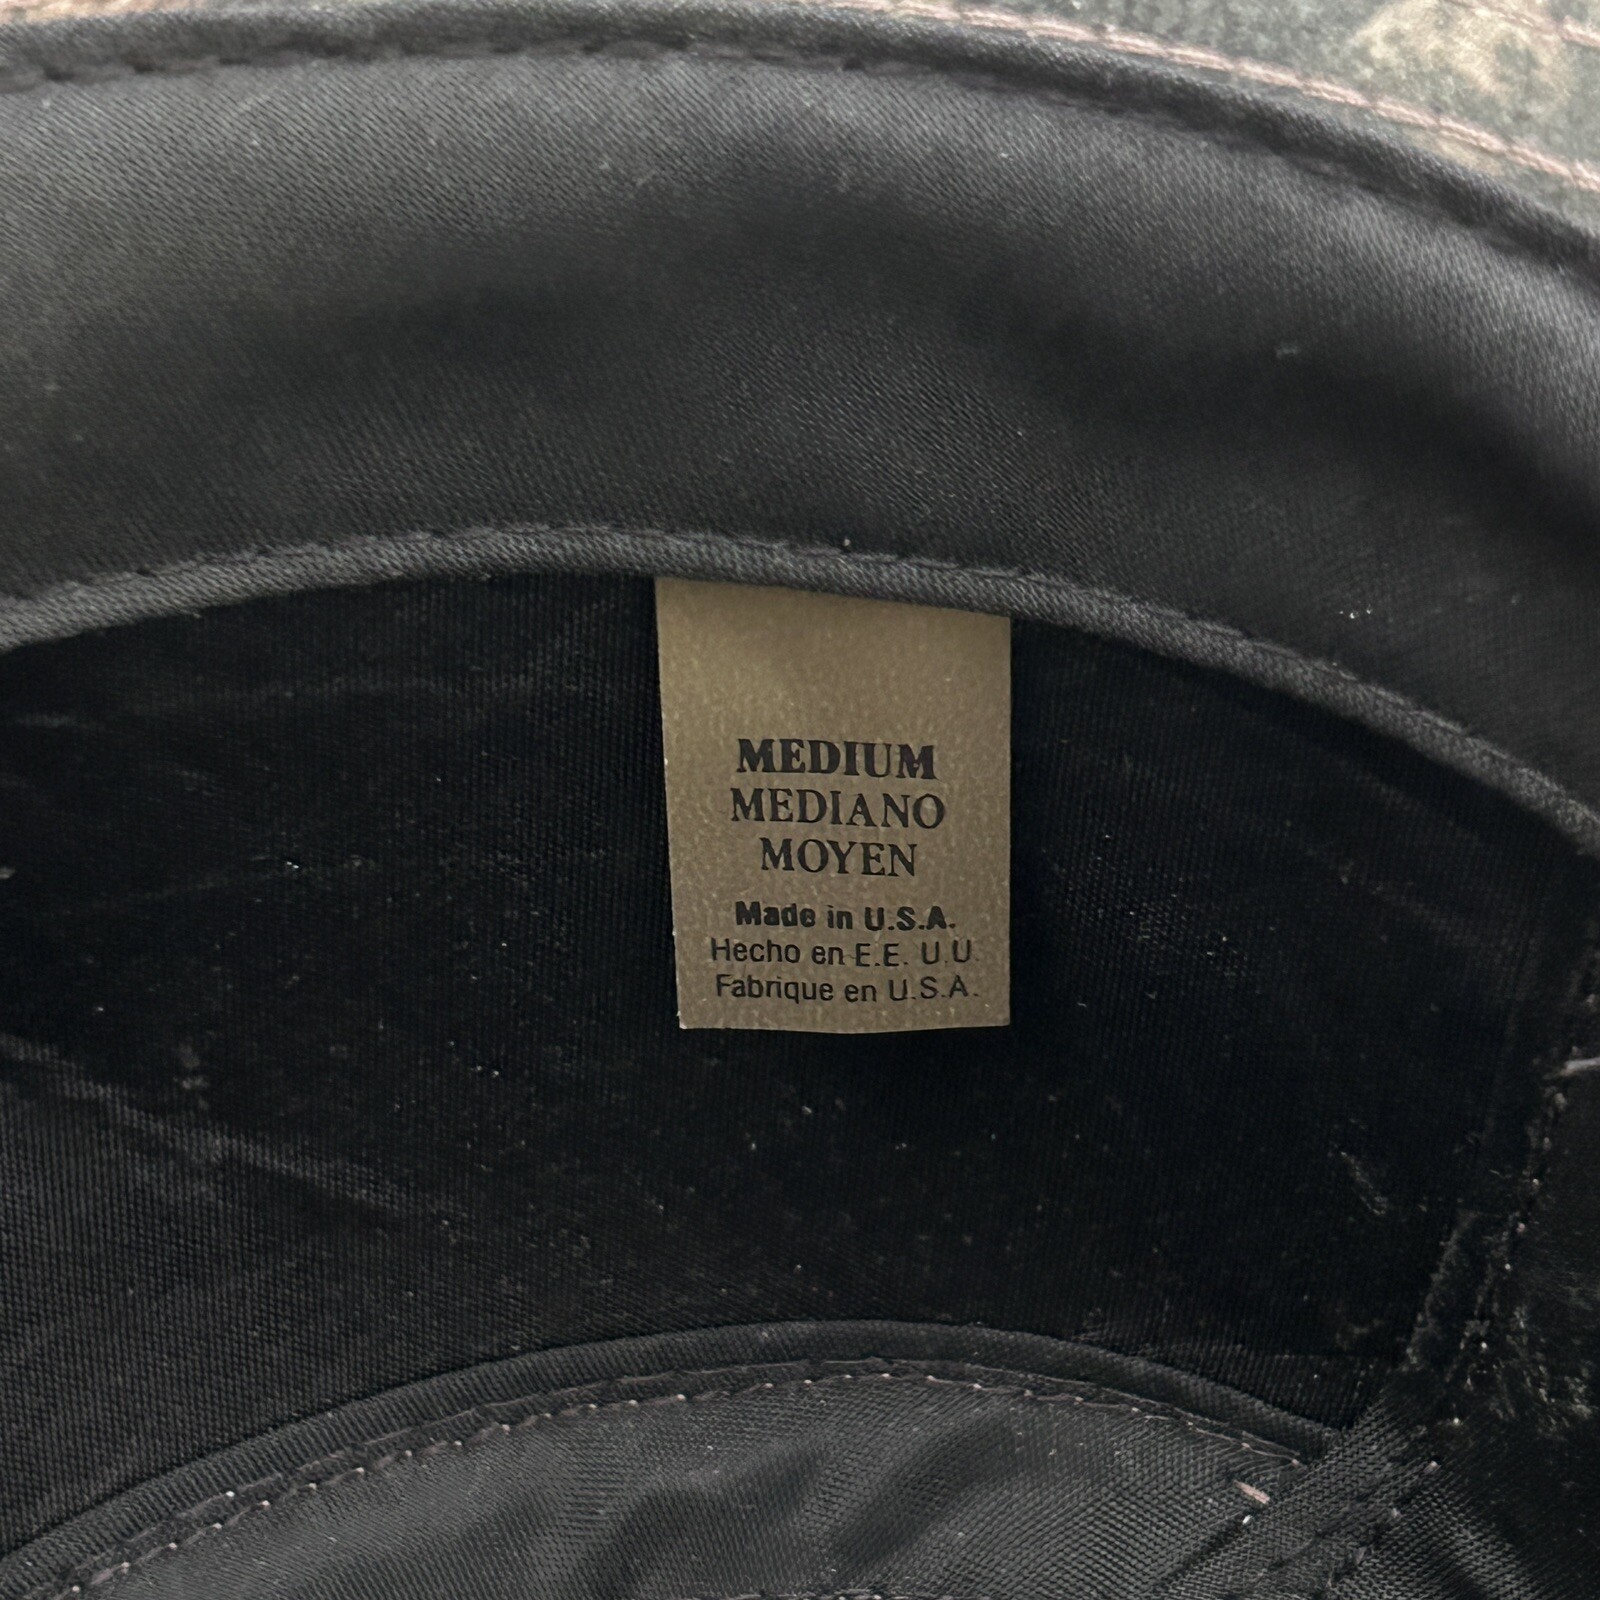 MEDIUM
MEDIANO
MOYEN
Made in U.S.A.
Hecho en E.E. U.U.
Fabrique en U.S.A.